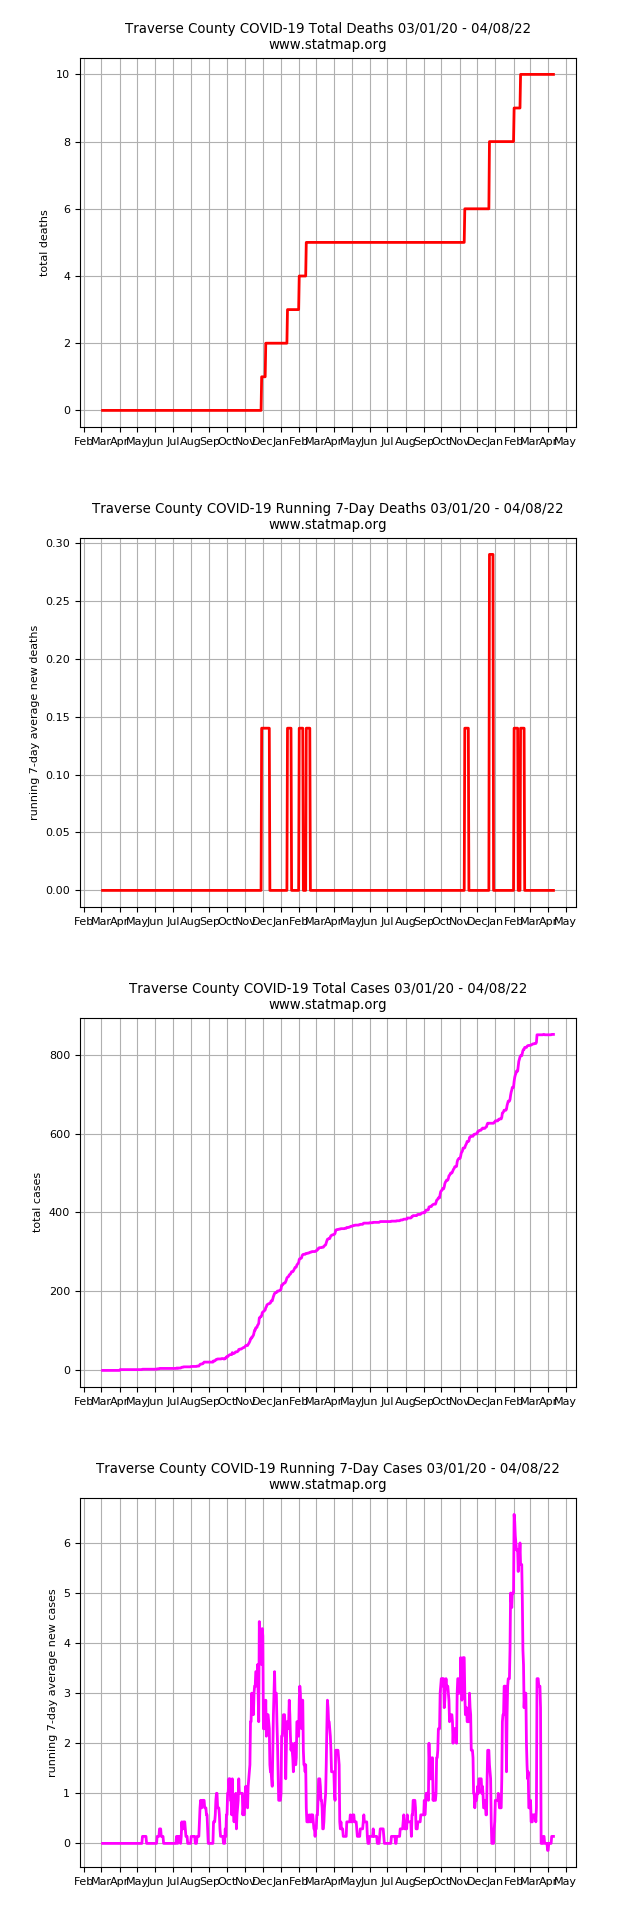 Traverse County COVID-19 Total Deaths 03/01/20 - 04/08/22
www.statmap.org
10
8
6
4
2
0
total deaths
Feb Mar Apr May Jun Jul Aug Sep Oct Nov Dec Jan Feb Mar Apr May Jun Jul Aug Sep Oct Nov Dec Jan Feb Mar Apr May
Traverse County COVID-19 Running 7-Day Deaths 03/01/20 - 04/08/22
www.statmap.org
0.30
0.25
0.20
0.15
0.10
0.05
0.00
running 7-day average new deaths
Feb Mar Apr May Jun Jul Aug Sep Oct Nov Dec Jan Feb Mar Apr May Jun Jul Aug Sep Oct Nov Dec Jan Feb Mar Apr May
Traverse County COVID-19 Total Cases 03/01/20 - 04/08/22
www.statmap.org
800
600
400
200
0
total cases
Feb Mar Apr May Jun Jul Aug Sep Oct Nov Dec Jan Feb Mar Apr May Jun Jul Aug Sep Oct Nov Dec Jan Feb Mar Apr May
Traverse County COVID-19 Running 7-Day Cases 03/01/20 - 04/08/22
www.statmap.org
6
5
4
3
2
1
0
running 7-day average new cases
Feb Mar Apr May Jun Jul Aug Sep Oct Nov Dec Jan Feb Mar Apr May Jun Jul Aug Sep Oct Nov Dec Jan Feb Mar Apr May